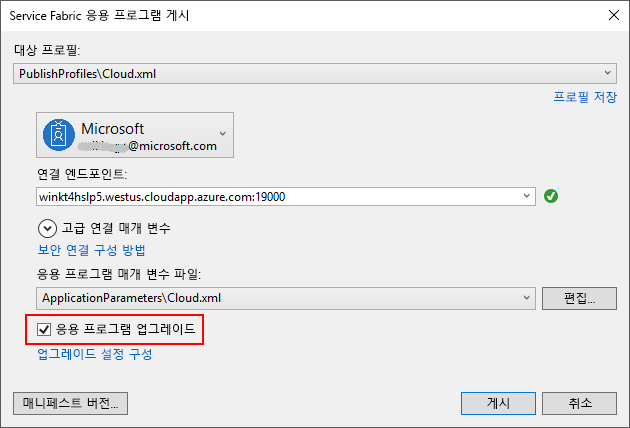 Service Fabric 응용 프로그램 게시
대상 프로필:
PublishProfiles\Cloud.xml
프로필 저장
Microsoft
@microsoft.com
연결 엔드포인트:
winkt4hslp5.westus.cloudapp.azure.com:19000
고급 연결 매개 변수
보안 연결 구성 방법
응용 프로그램 매개 변수 파일:
ApplicationParameters\Cloud.xml
편집...
응용 프로그램 업그레이드
업그레이드 설정 구성
매니페스트 버전...
게시
취소